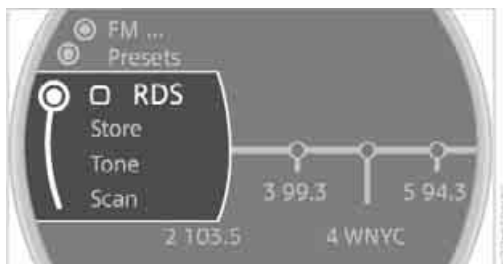 FM ...
Presets
RDS
Store
Tone
Scan
3 99.3
5 94.3
2 103.5
4 WNYC